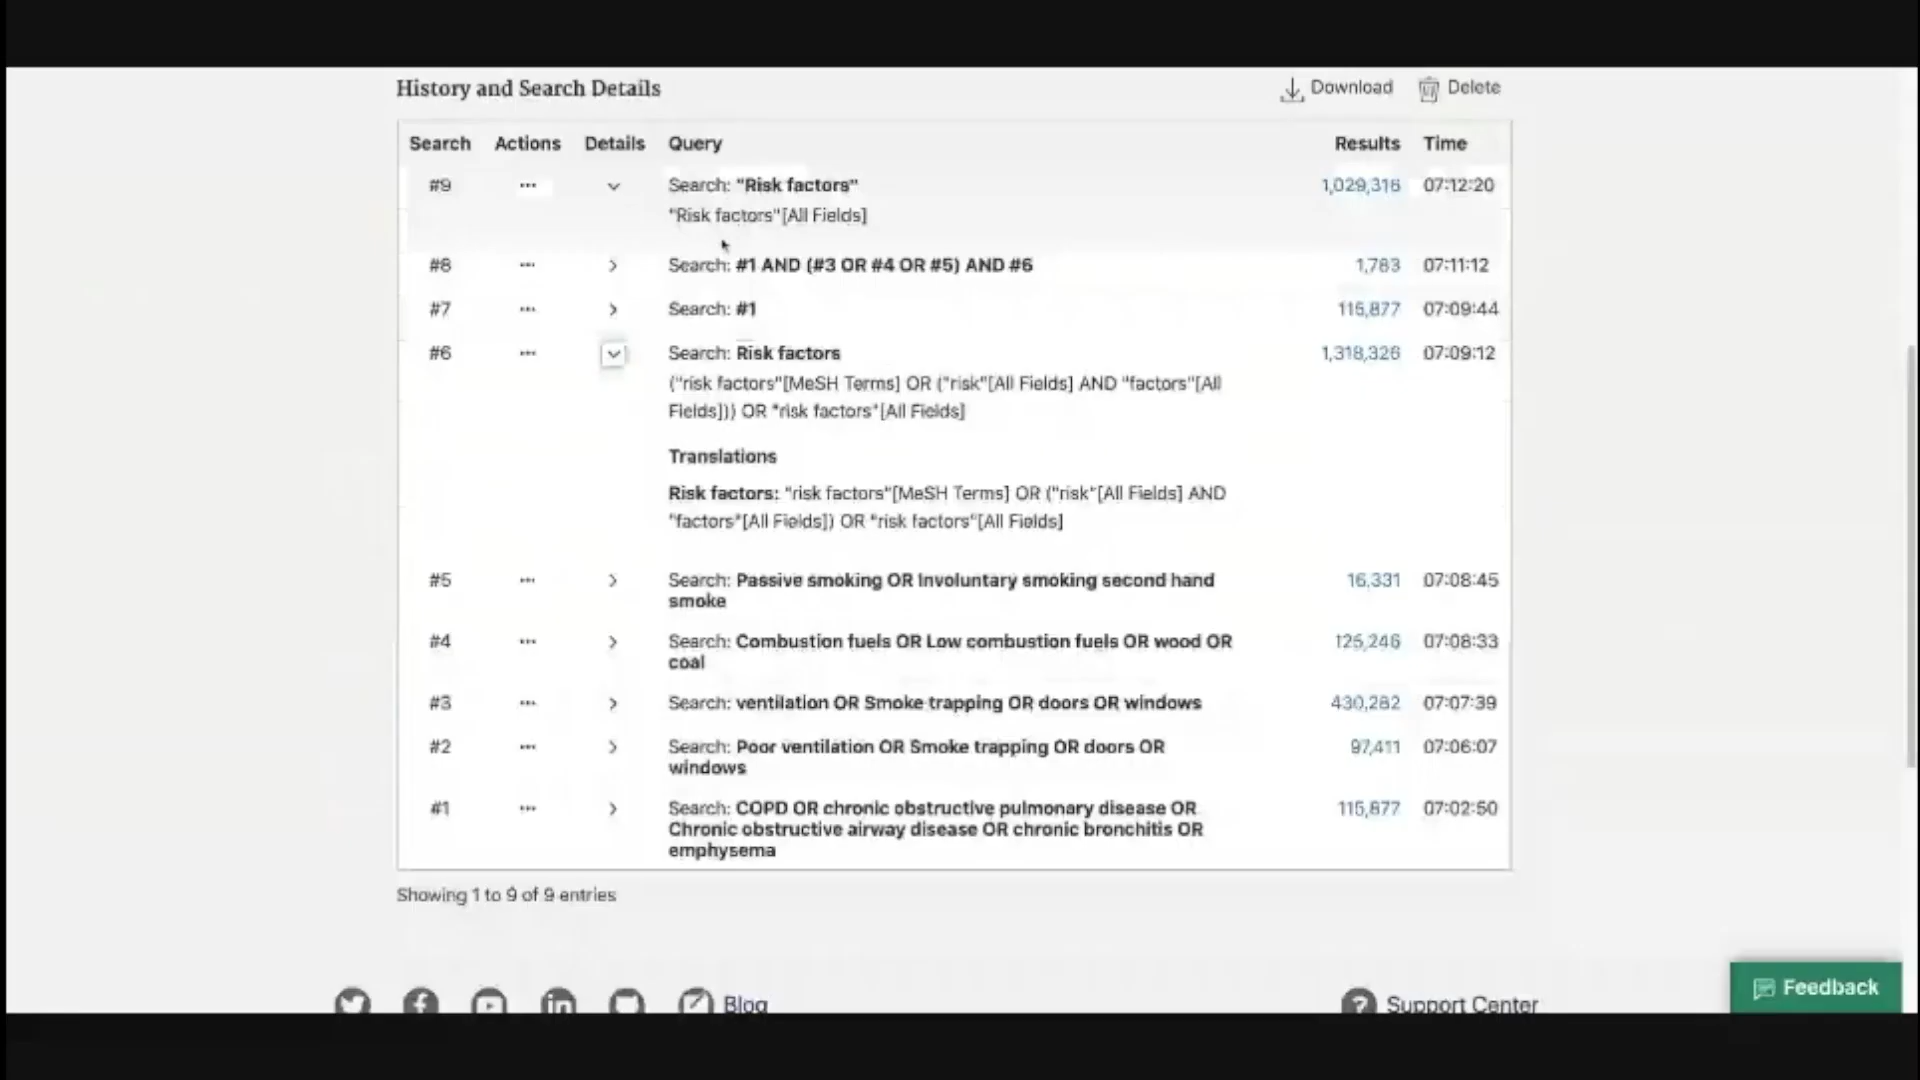 History and Search Details
Download Delete
Search Actions Details Query Results Time
#9 ... Search: "Risk factors" 1,029,316 07:12:20
"Risk factors"[All Fields]
#8 ... Search: #1 AND (#3 OR #4 OR #5) AND #6 1,783 07:11:12
#7 ... Search: #1 115,877 07:09:44
#6 ... Search: Risk factors 1,318,326 07:09:12
("risk factors"[MeSH Terms] OR ("risk"[All Fields] AND "factors"[All
Fields])) OR "risk factors"[All Fields]
Translations
Risk factors: "risk factors"[MeSH Terms] OR ("risk"[All Fields] AND
"factors"[All Fields]) OR "risk factors"[All Fields]
#5 ... Search: Passive smoking OR Involuntary smoking second hand 16,331 07:08:45
smoke
#4 ... Search: Combustion fuels OR Low combustion fuels OR wood OR 125,246 07:08:33
coal
#3 ... Search: ventilation OR Smoke trapping OR doors OR windows 430,282 07:07:39
#2 ... Search: Poor ventilation OR Smoke trapping OR doors OR 97,411 07:06:07
windows
#1 ... Search: COPD OR chronic obstructive pulmonary disease OR 115,877 07:02:50
Chronic obstructive airway disease OR chronic bronchitis OR
emphysema
Showing 1 to 9 of 9 entries
Feedback
Blog Support Center